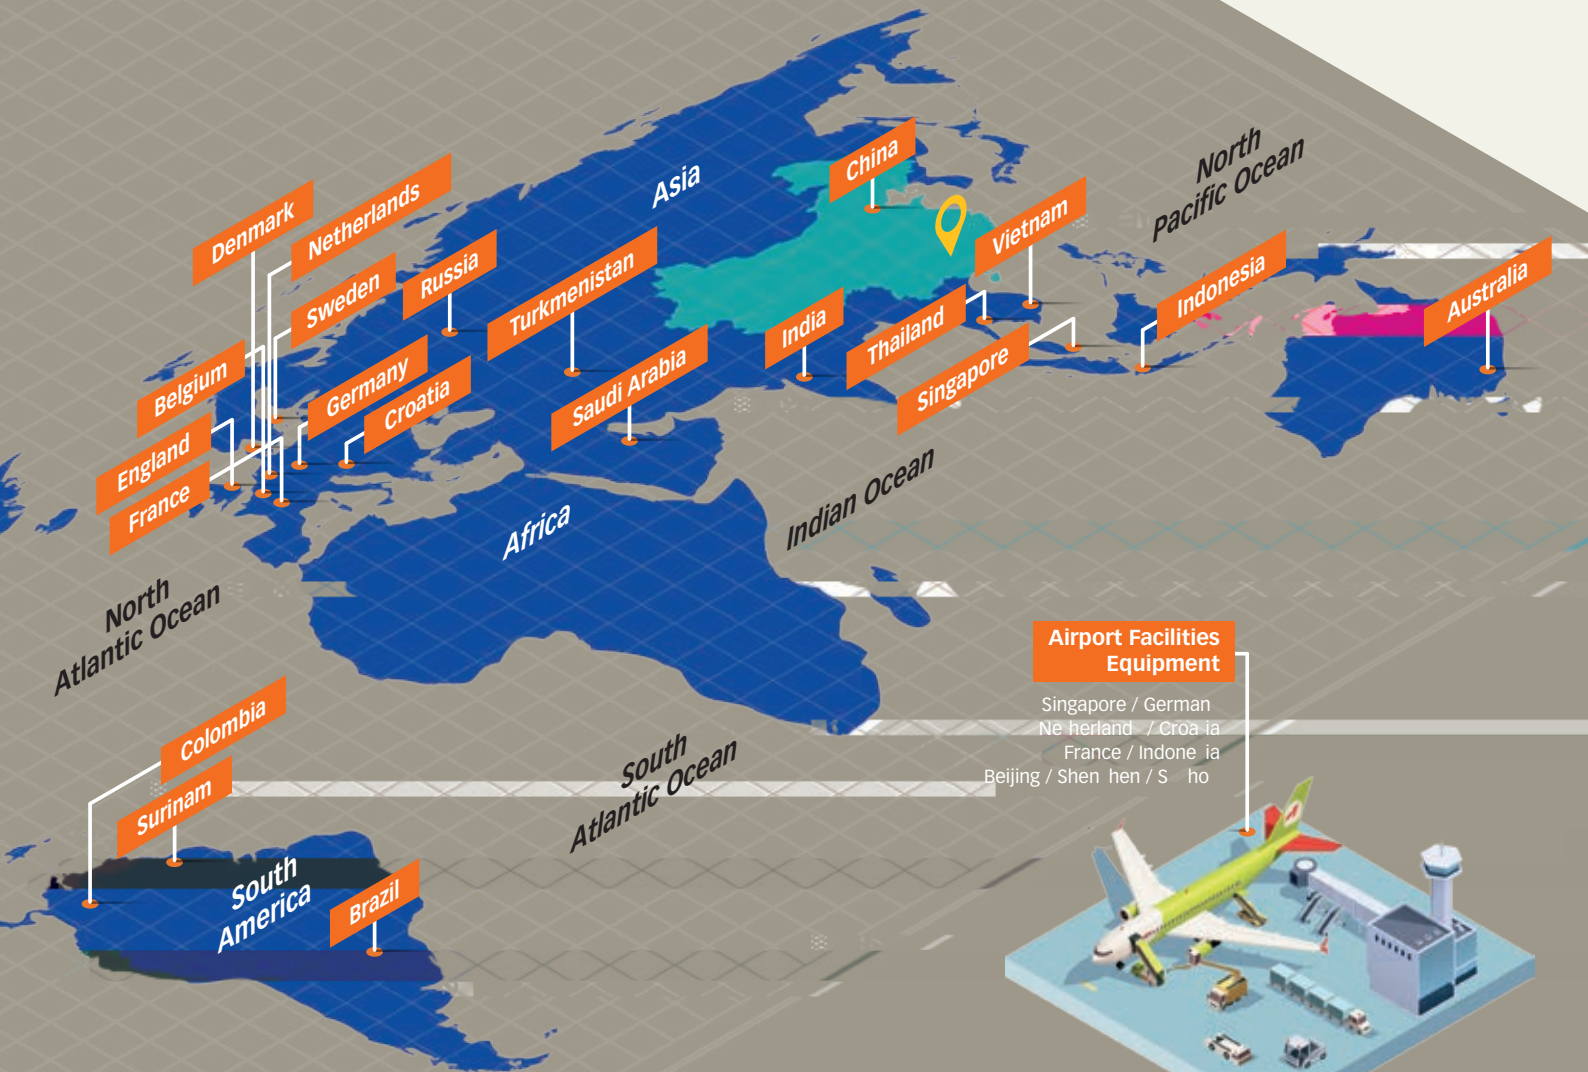 Asia
China
North
Pacific Ocean
Denmark
Netherlands
Sweden
Russia
Turkmenistan
Vietnam
Indonesia
Australia
India
Thailand
Singapore
Belgium
Germany
Croatia
Saudi Arabia
England
France
Africa
Indian Ocean
North
Atlantic Ocean
Colombia
Surinam
South
Atlantic Ocean
South
America
Brazil
Airport Facilities
Equipment
Singapore / German
Ne herland / Croa ia
France / Indone ia
Beijing / Shen hen / S ho